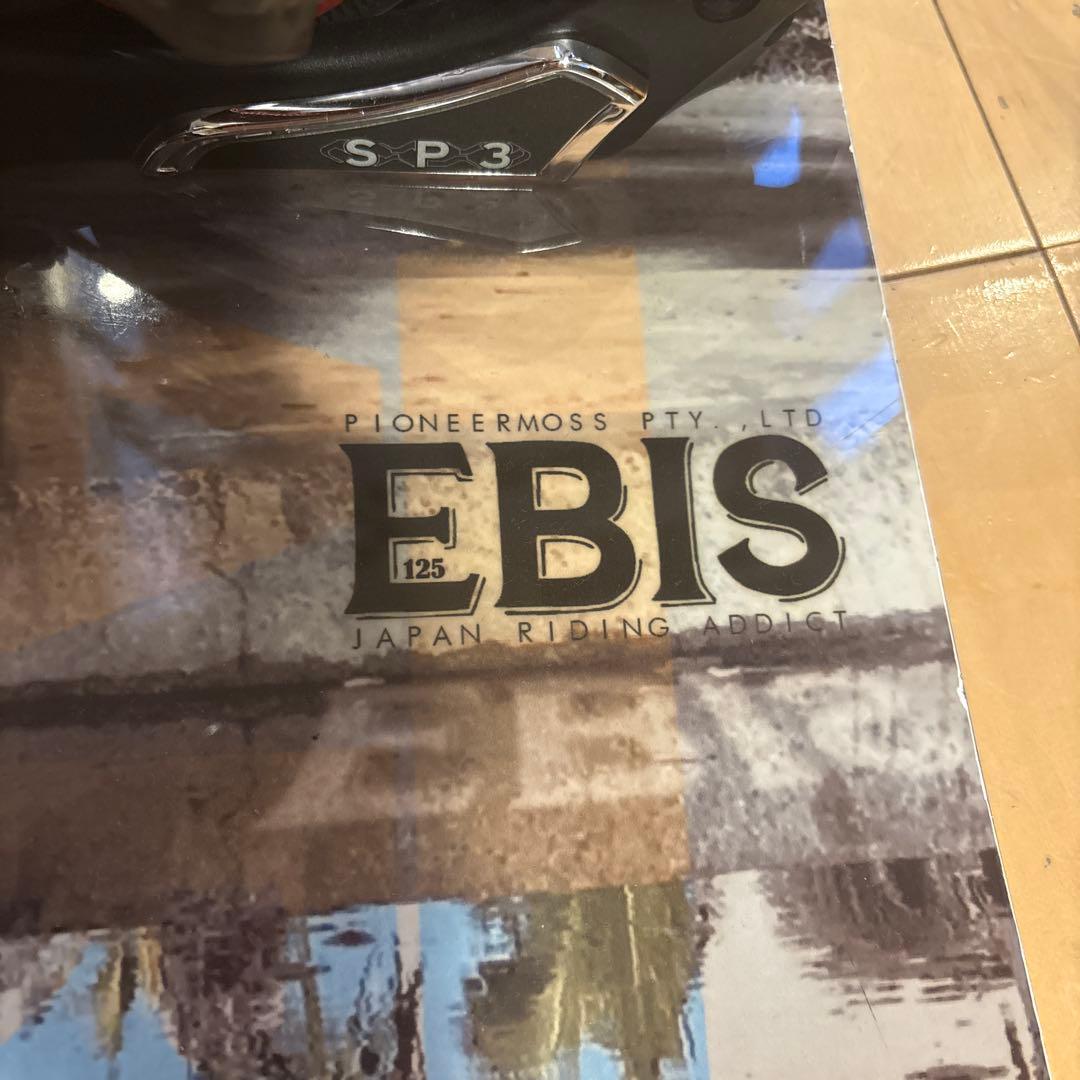 SP3
PIONEERMOSS PTY. ,LTD
EBIS
125
JAPAN RIDING ADDICT